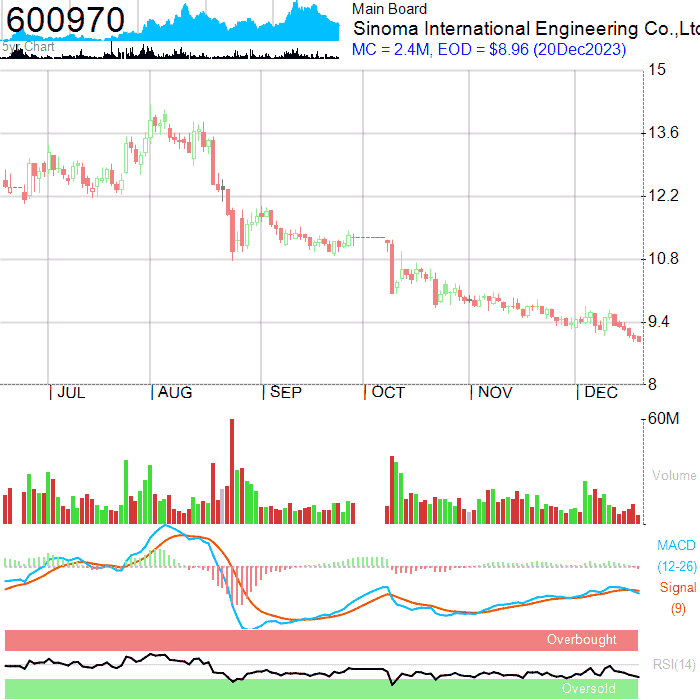 600970
5yr Chart
Main Board
Sinoma International Engineering Co.,Ltd
MC = 2.4M, EOD = $8.96 (20Dec2023)
15
13.6
12.2
10.8
9.4
8
JUL AUG SEP OCT NOV DEC
60M
Volume
MACD
(12-26)
Signal
(9)
Overbought
RSI(14)
Oversold